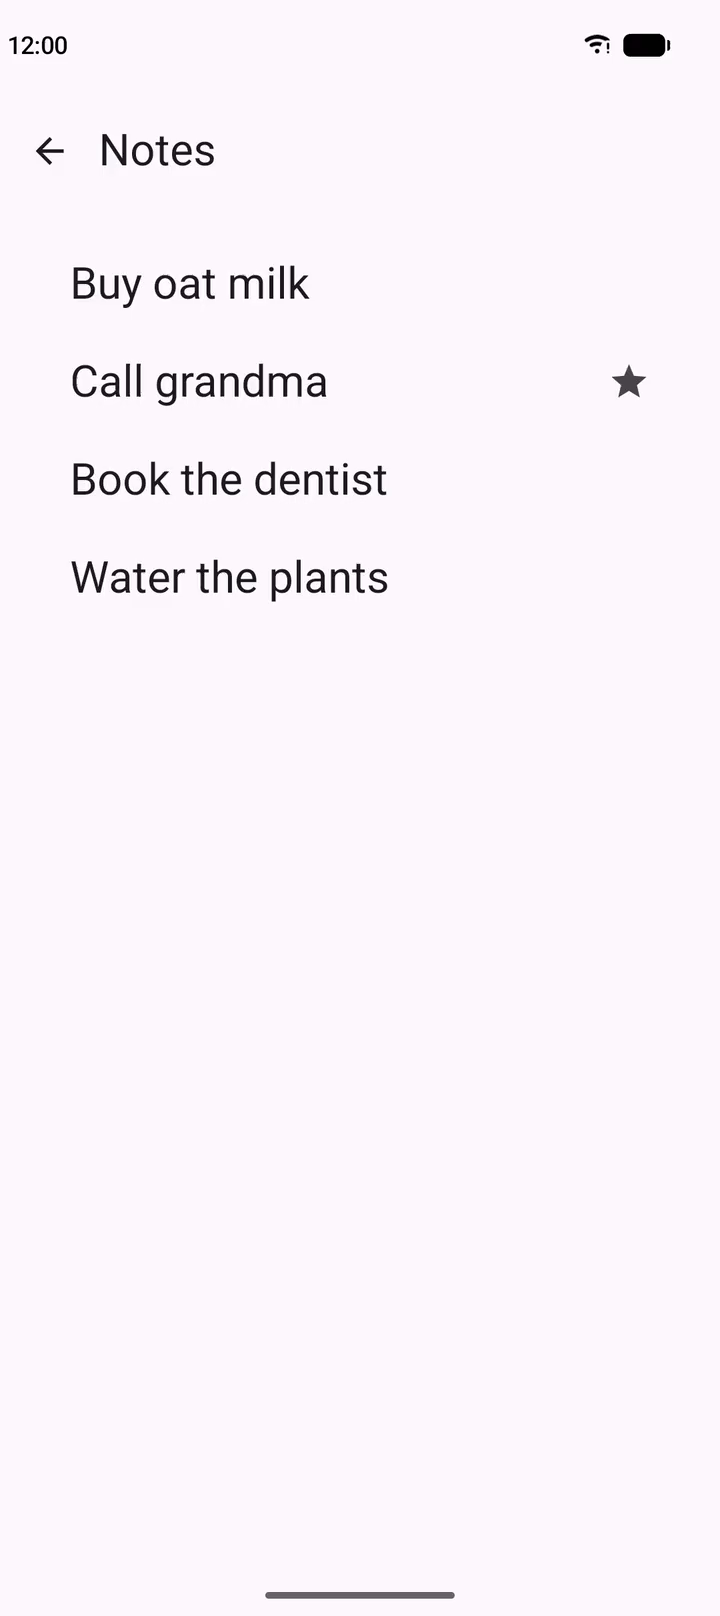 12:00
Notes
Buy oat milk
Call grandma
Book the dentist
Water the plants